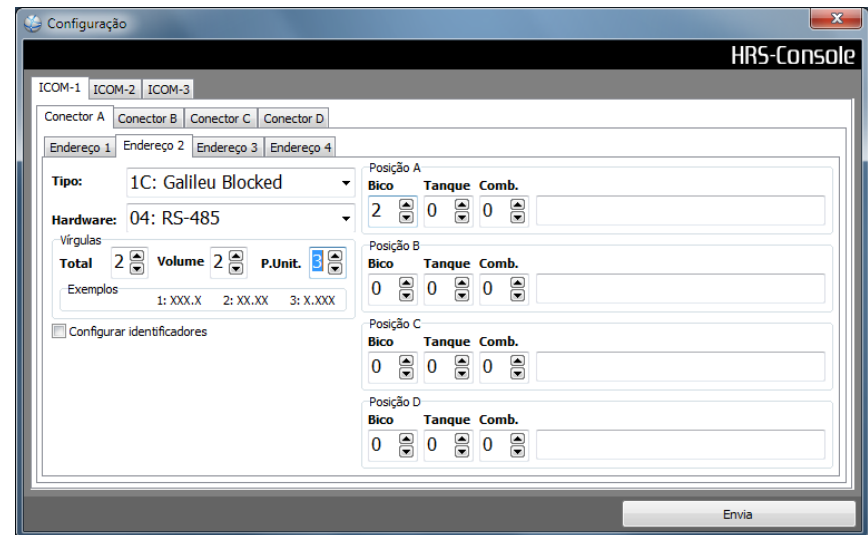 Configuração
HRS-Console
ICOM-1 ICOM-2 ICOM-3
Conector A Conector B Conector C Conector D
Endereço 1 Endereço 2 Endereço 3 Endereço 4
Tipo: 1C: Galileu Blocked
Hardware: 04: RS-485
Vírgulas
Total 2 Volume 2 P.Unit. 3
Exemplos
1: XXX.X 2: XX.XX 3: X.XXX
Configurar identificadores
Posição A
Bico Tanque Comb.
2 0 0
Posição B
Bico Tanque Comb.
0 0 0
Posição C
Bico Tanque Comb.
0 0 0
Posição D
Bico Tanque Comb.
0 0 0
Envia